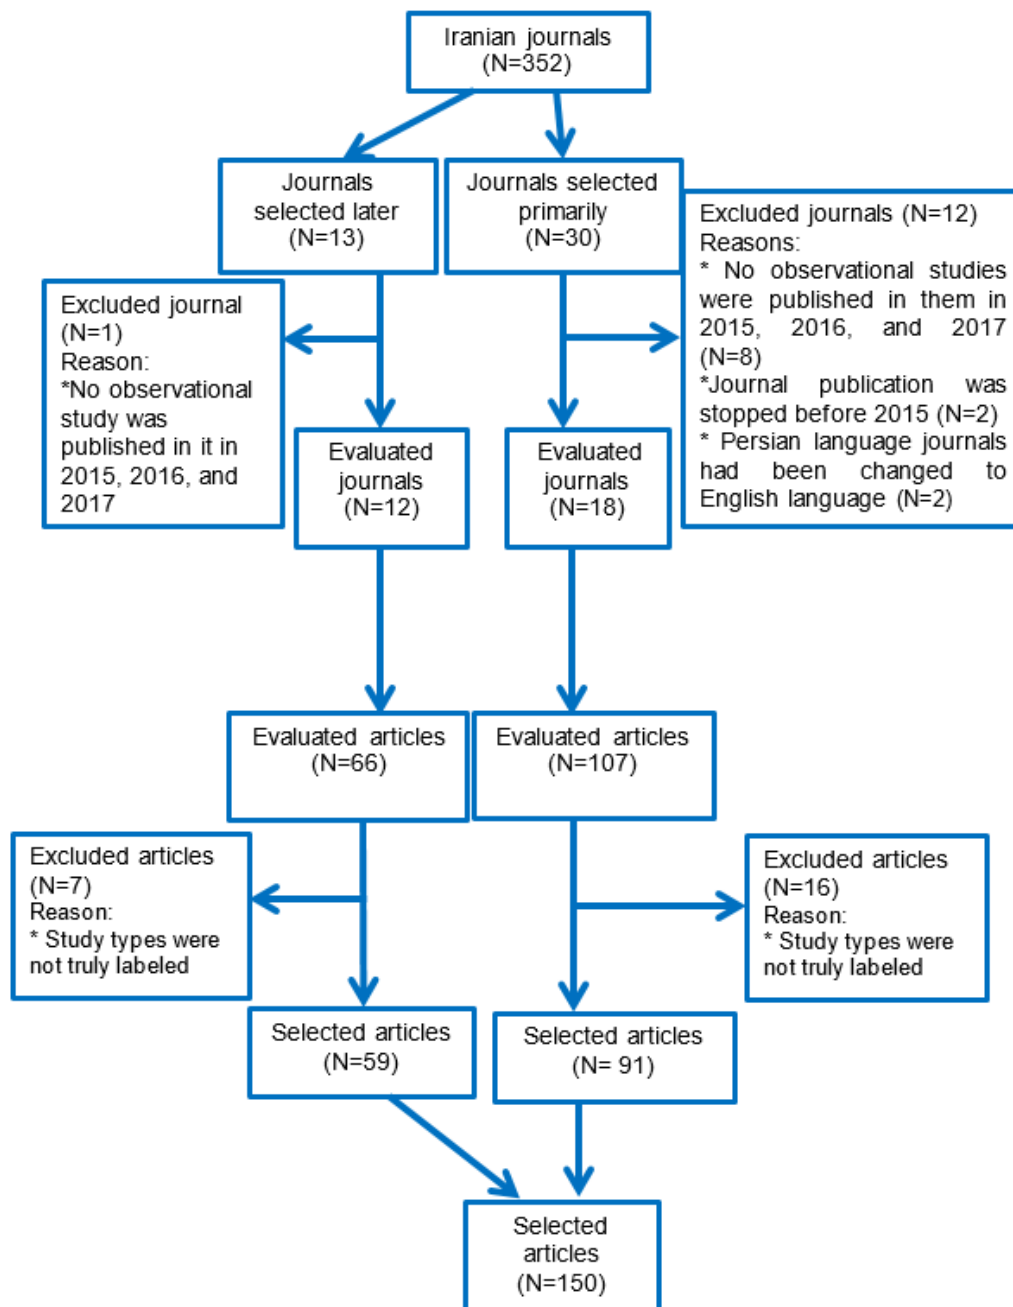 Iranian journals
(N=352)
Journals
selected later
(N=13)
Journals selected
primarily
(N=30)
Excluded journals (N=12)
Reasons:
* No observational studies
were published in them in
2015, 2016, and 2017
(N=8)
*Journal publication was
stopped before 2015 (N=2)
* Persian language journals
had been changed to
English language (N=2)
Excluded journal
(N=1)
Reason:
*No observational
study was
published in it in
2015, 2016, and
2017
Evaluated
journals
(N=12)
Evaluated
journals
(N=18)
Evaluated articles
(N=66)
Evaluated articles
(N=107)
Excluded articles
(N=7)
Reason:
* Study types were
not truly labeled
Excluded articles
(N=16)
Reason:
* Study types were
not truly labeled
Selected articles
(N=59)
Selected articles
(N= 91)
Selected
articles
(N=150)